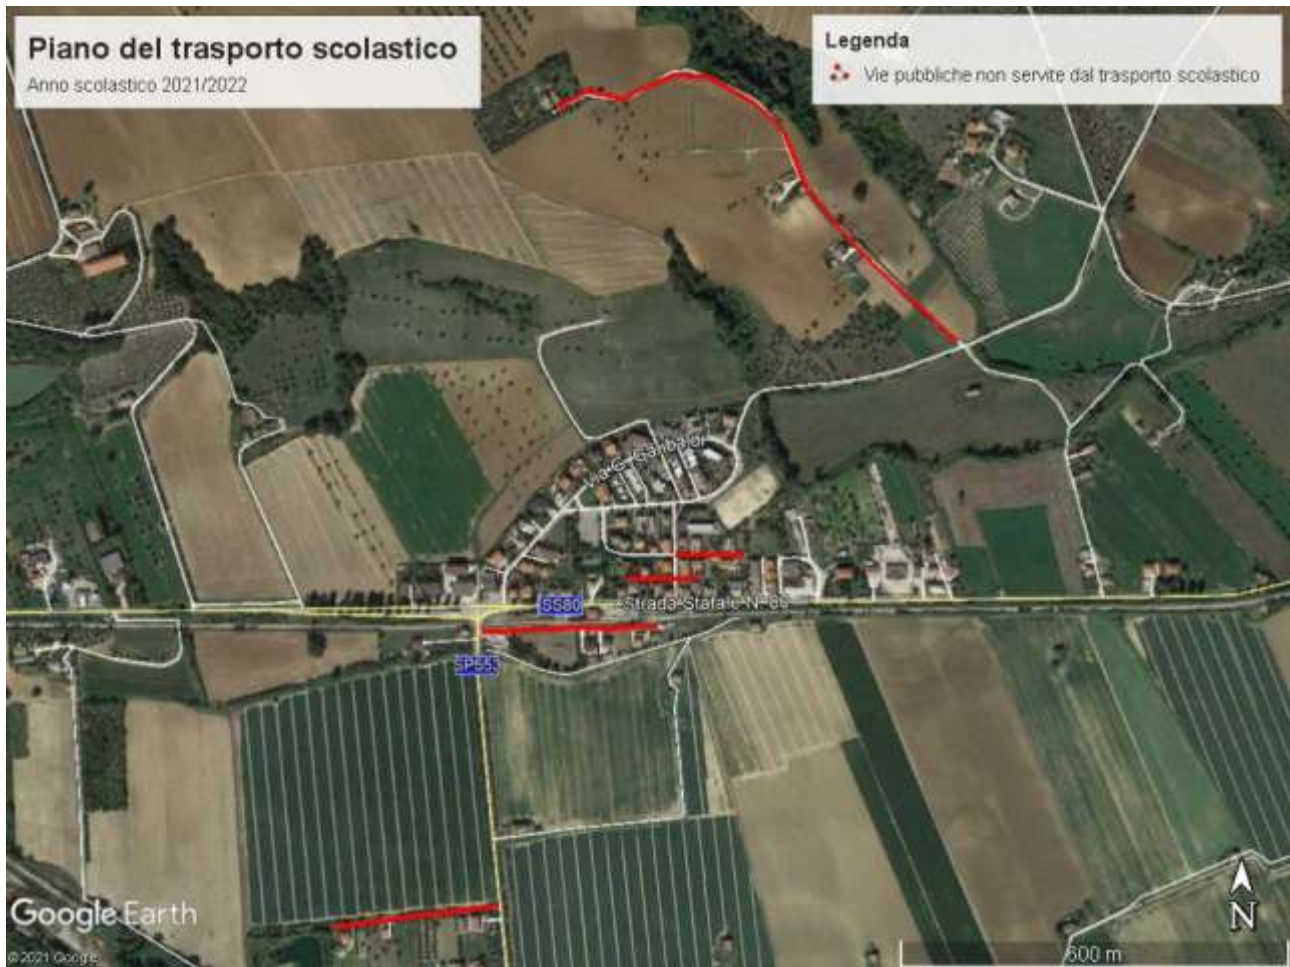 Piano del trasporto scolastico
Anno scolastico 2021/2022
Legenda
Vie pubbliche non servite dal trasporto scolastico
Via G. Garibaldi
SS80
Strada Statale N. 80
SP553
Google Earth
N
©2021 Google
600 m